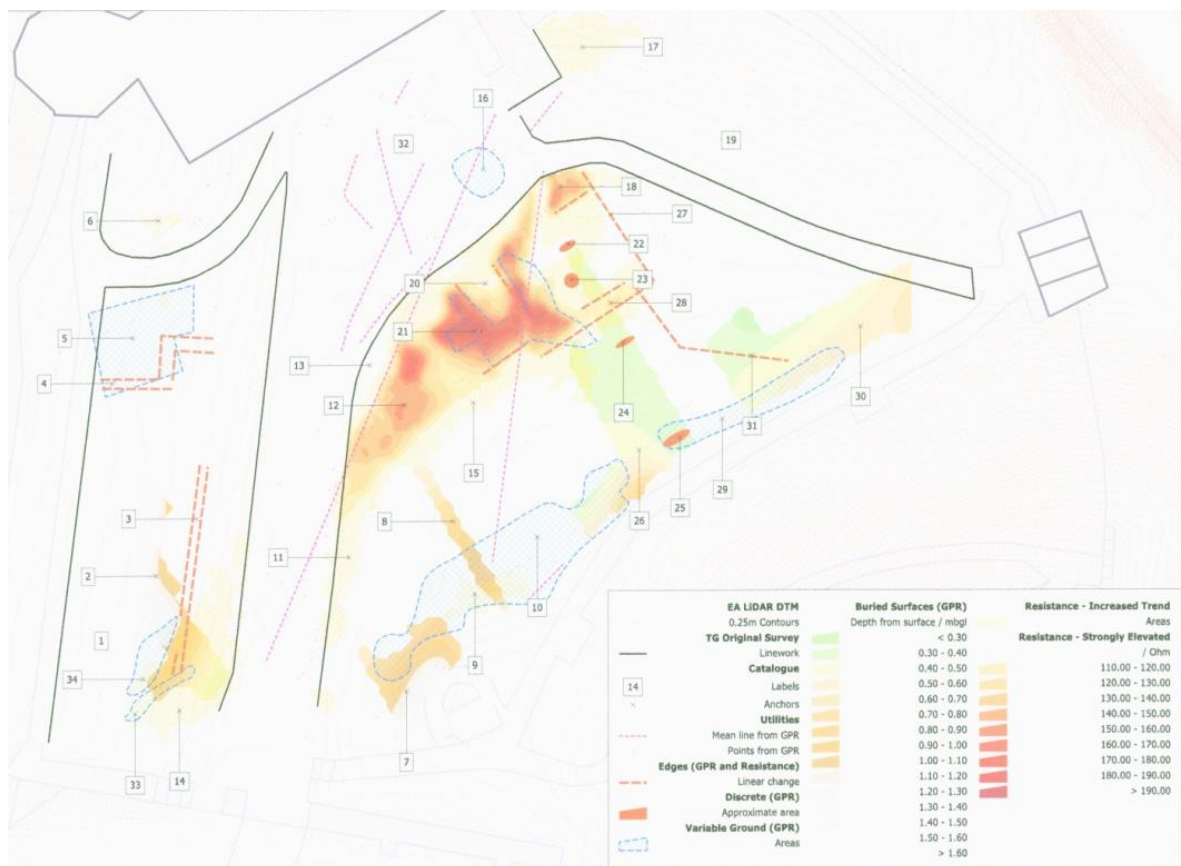 17
16
32
19
18
6
27
22
20
23
28
5
21
13
4
30
12
24
31
15
25
29
3
8
26
11
2
10
1
9
34
7
33
14
EA LiDAR DTM
0.25m Contours
TG Original Survey
Linework
Catalogue
14
Labels
Anchors
Utilities
Mean line from GPR
Points from GPR
Edges (GPR and Resistance)
Linear change
Discrete (GPR)
Approximate area
Variable Ground (GPR)
Areas
Buried Surfaces (GPR)
Depth from surface / mbgl
< 0.30
0.30 - 0.40
0.40 - 0.50
0.50 - 0.60
0.60 - 0.70
0.70 - 0.80
0.80 - 0.90
0.90 - 1.00
1.00 - 1.10
1.10 - 1.20
1.20 - 1.30
1.30 - 1.40
1.40 - 1.50
1.50 - 1.60
> 1.60
Resistance - Increased Trend
Areas
Resistance - Strongly Elevated
/ Ohm
110.00 - 120.00
120.00 - 130.00
130.00 - 140.00
140.00 - 150.00
150.00 - 160.00
160.00 - 170.00
170.00 - 180.00
180.00 - 190.00
> 190.00